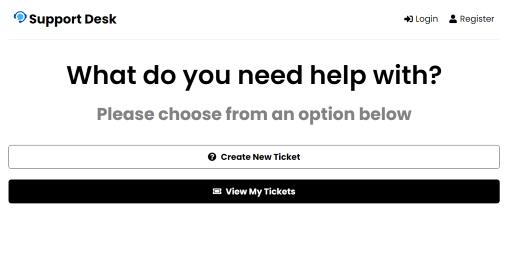 Support Desk
Login Register
What do you need help with?
Please choose from an option below
Create New Ticket
View My Tickets